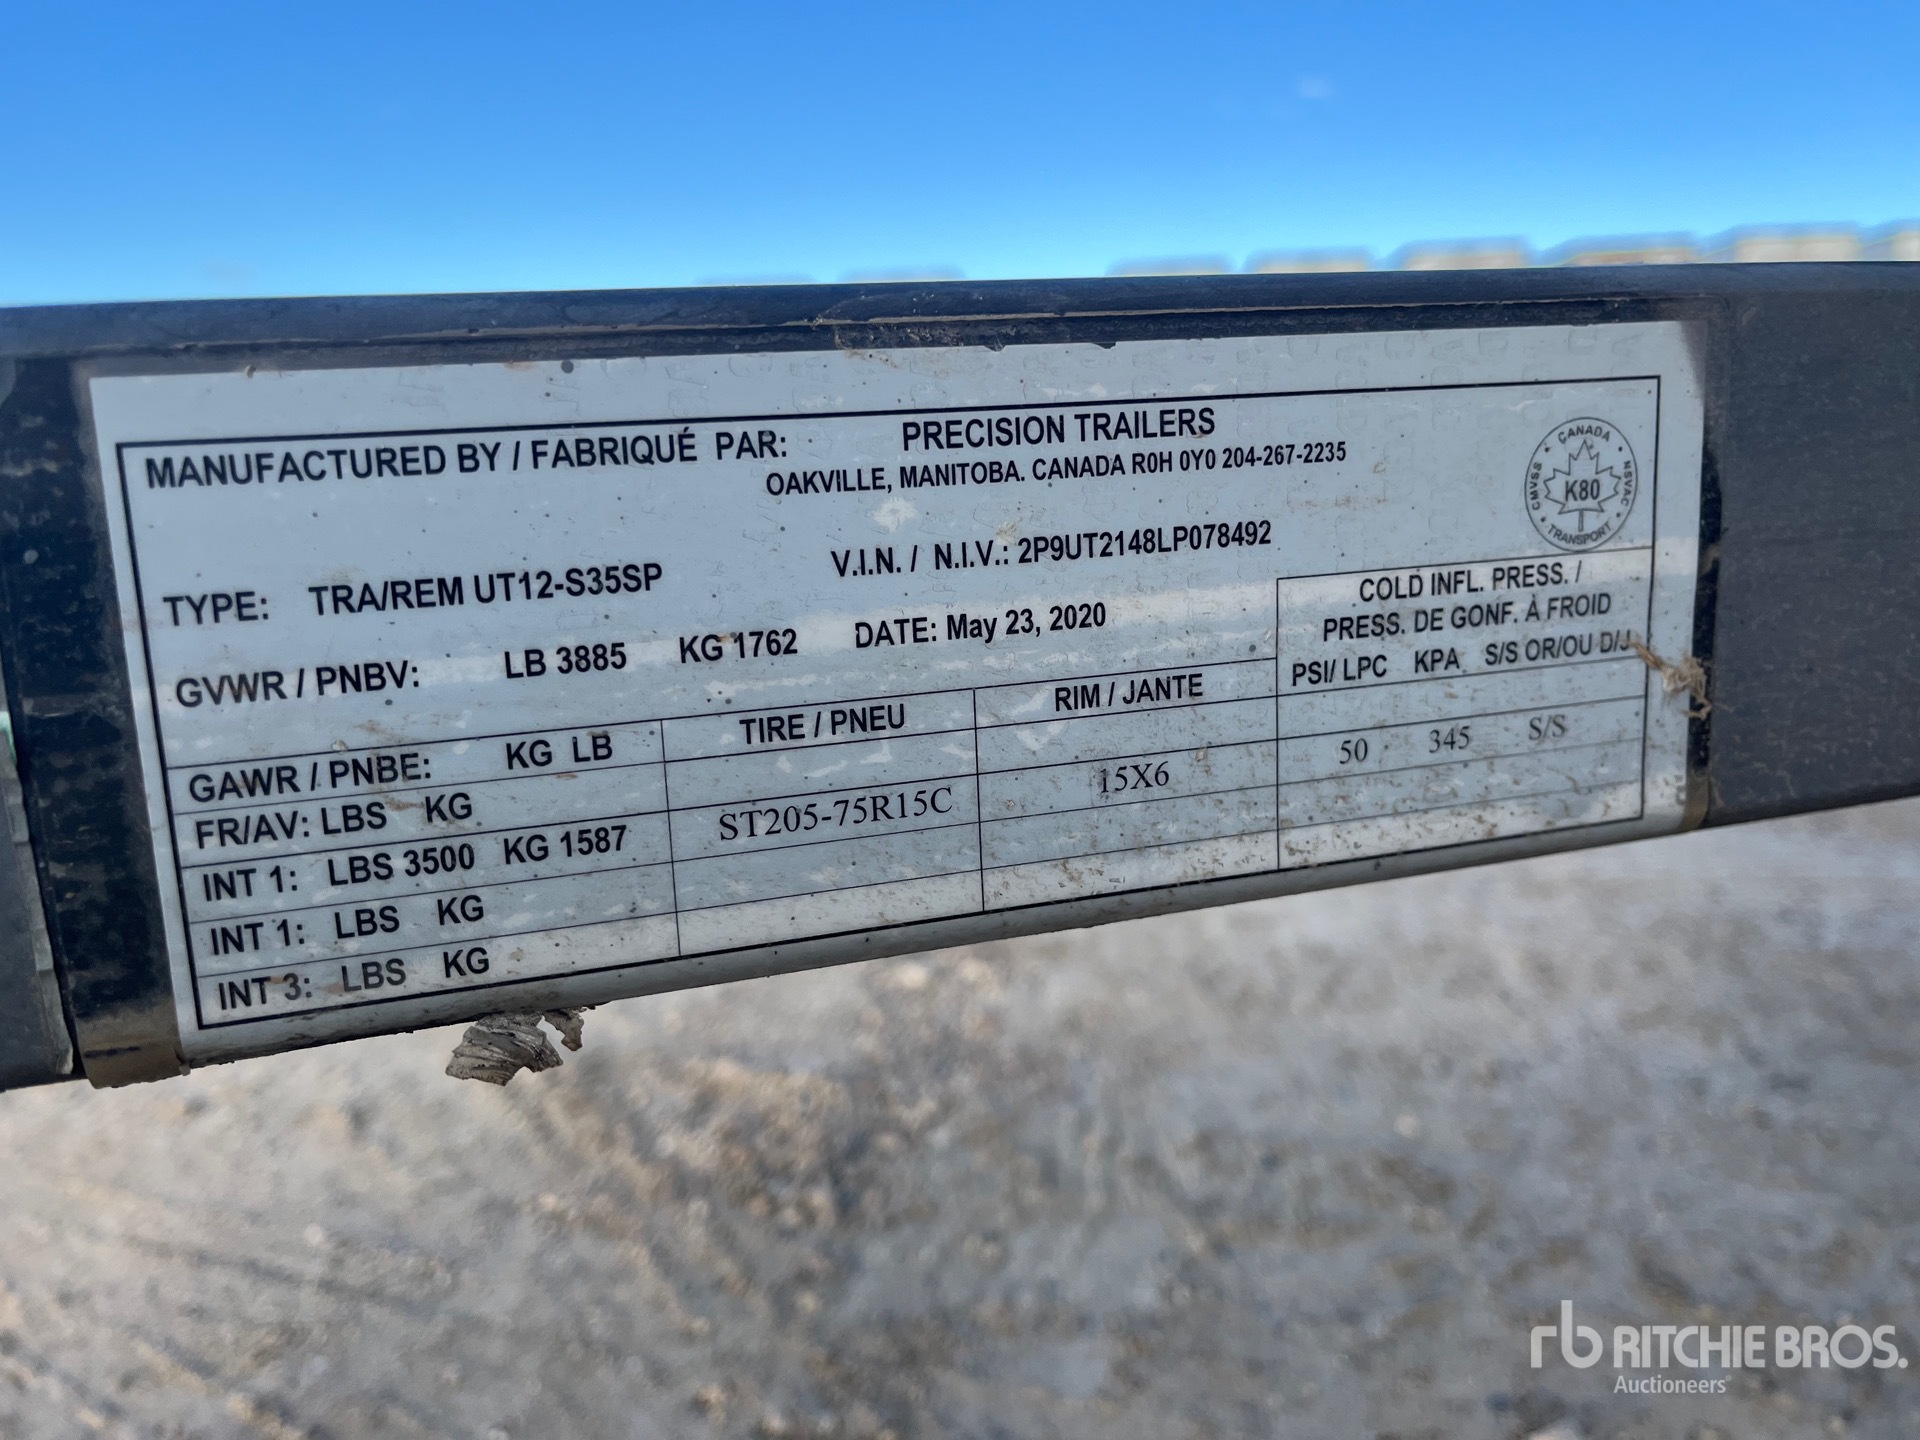 MANUFACTURED BY / FABRIQUÉ PAR: PRECISION TRAILERS
OAKVILLE, MANITOBA. CANADA R0H 0Y0 204-267-2235
CANADA
CMVSS
K80
NSVAC
TRANSPORT
TYPE: TRA/REM UT12-S35SP V.I.N. / N.I.V.: 2P9UT2148LP078492
GVWR / PNBV: LB 3885 KG 1762 DATE: May 23, 2020
COLD INFL. PRESS. /
PRESS. DE GONF. À FROID
GAWR / PNBE: KG LB TIRE / PNEU RIM / JANTE PSI/ LPC KPA S/S OR/OU D/J
FR/AV: LBS KG
INT 1: LBS 3500 KG 1587 ST205-75R15C 15X6 50 345 S/S
INT 1: LBS KG
INT 3: LBS KG
rb RITCHIE BROS.
Auctioneers